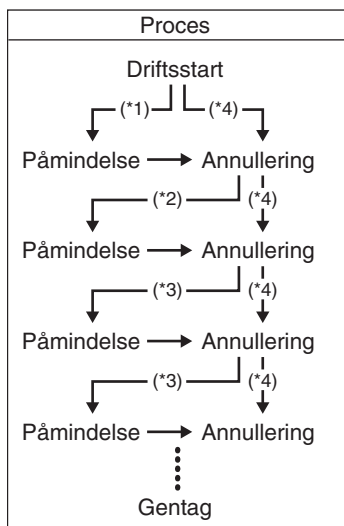 Proces
Driftsstart
(*1) (*4)
Påmindelse Annullering
(*2) (*4)
Påmindelse Annullering
(*3) (*4)
Påmindelse Annullering
(*3) (*4)
Påmindelse Annullering
Gentag